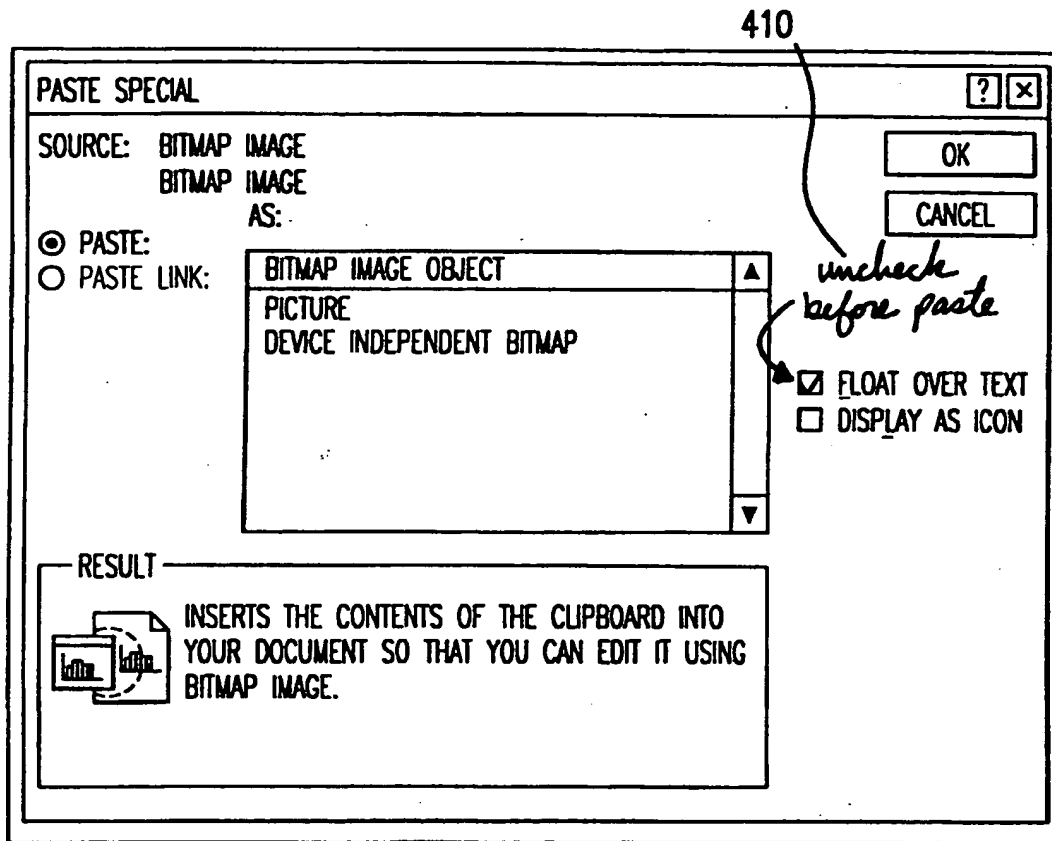 410
PASTE SPECIAL
SOURCE: BITMAP IMAGE
BITMAP IMAGE
AS:
PASTE:
PASTE LINK:
BITMAP IMAGE OBJECT
PICTURE
DEVICE INDEPENDENT BITMAP
OK
CANCEL
uncheck
before paste
FLOAT OVER TEXT
DISPLAY AS ICON
RESULT
INSERTS THE CONTENTS OF THE CLIPBOARD INTO
YOUR DOCUMENT SO THAT YOU CAN EDIT IT USING
BITMAP IMAGE.